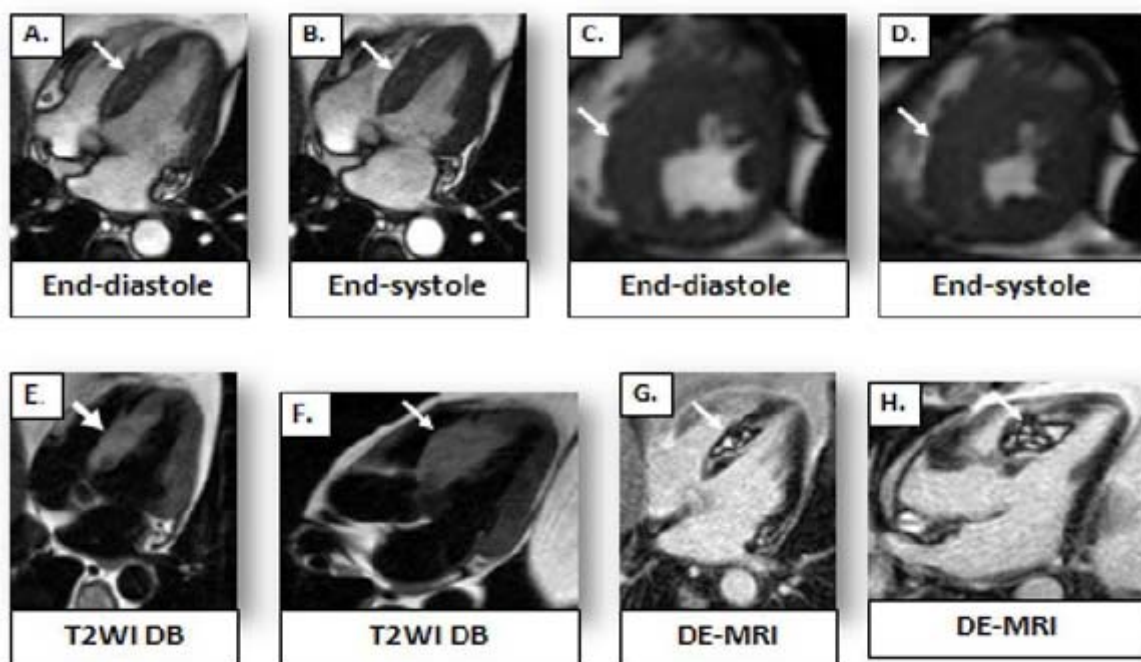 A.
B.
C.
D.
End-diastole
End-systole
End-diastole
End-systole
E.
F.
G.
H.
T2WI DB
T2WI DB
DE-MRI
DE-MRI